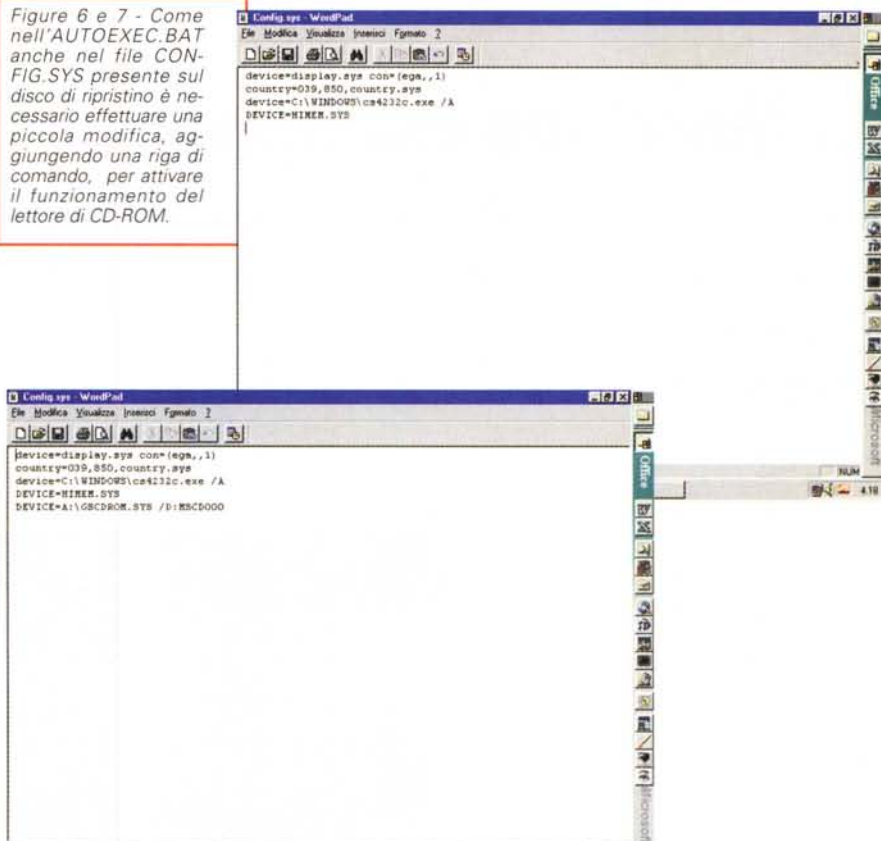 Figure 6 e 7 - Come
nell'AUTOEXEC.BAT
anche nel file CON-
FIG.SYS presente sul
disco di ripristino è ne-
cessario effettuare una
piccola modifica, ag-
giungendo una riga di
comando, per attivare
il funzionamento del
lettore di CD-ROM.
Config.sys - WordPad
File Modifica Visualizza Inserisci Formato ?
device=display.sys con=(ega,,1)
country=039,850,country.sys
device=C:\WINDOWS\cs4232c.exe /A
DEVICE=HIMEM.SYS
Office
Microsoft
NUM
4.18
Config.sys - WordPad
File Modifica Visualizza Inserisci Formato ?
device=display.sys con=(ega,,1)
country=039,850,country.sys
device=C:\WINDOWS\cs4232c.exe /A
DEVICE=HIMEM.SYS
DEVICE=A:\GSCDROM.SYS /D:MSCD000
Office
Microsoft